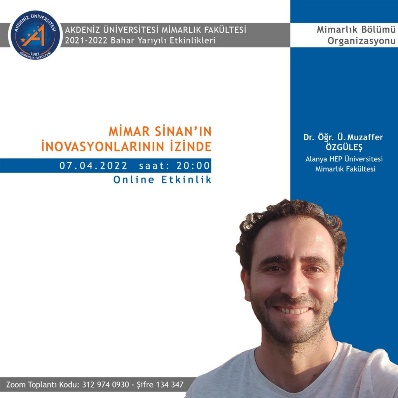 AKDENİZ ÜNİVERSİTESİ MİMARLIK FAKÜLTESİ
2021-2022 Bahar Yarıyılı Etkinlikleri
Mimarlık Bölümü
Organizasyonu
MİMAR SİNAN'IN
İNOVASYONLARININ İZİNDE
07.04.2022 saat: 20:00
Online Etkinlik
Dr. Öğr. Ü. Muzaffer
ÖZGÜLEŞ
Alanya HEP Üniversitesi
Mimarlık Fakültesi
Zoom Toplantı Kodu: 312 974 0930 - Şifre 134 347